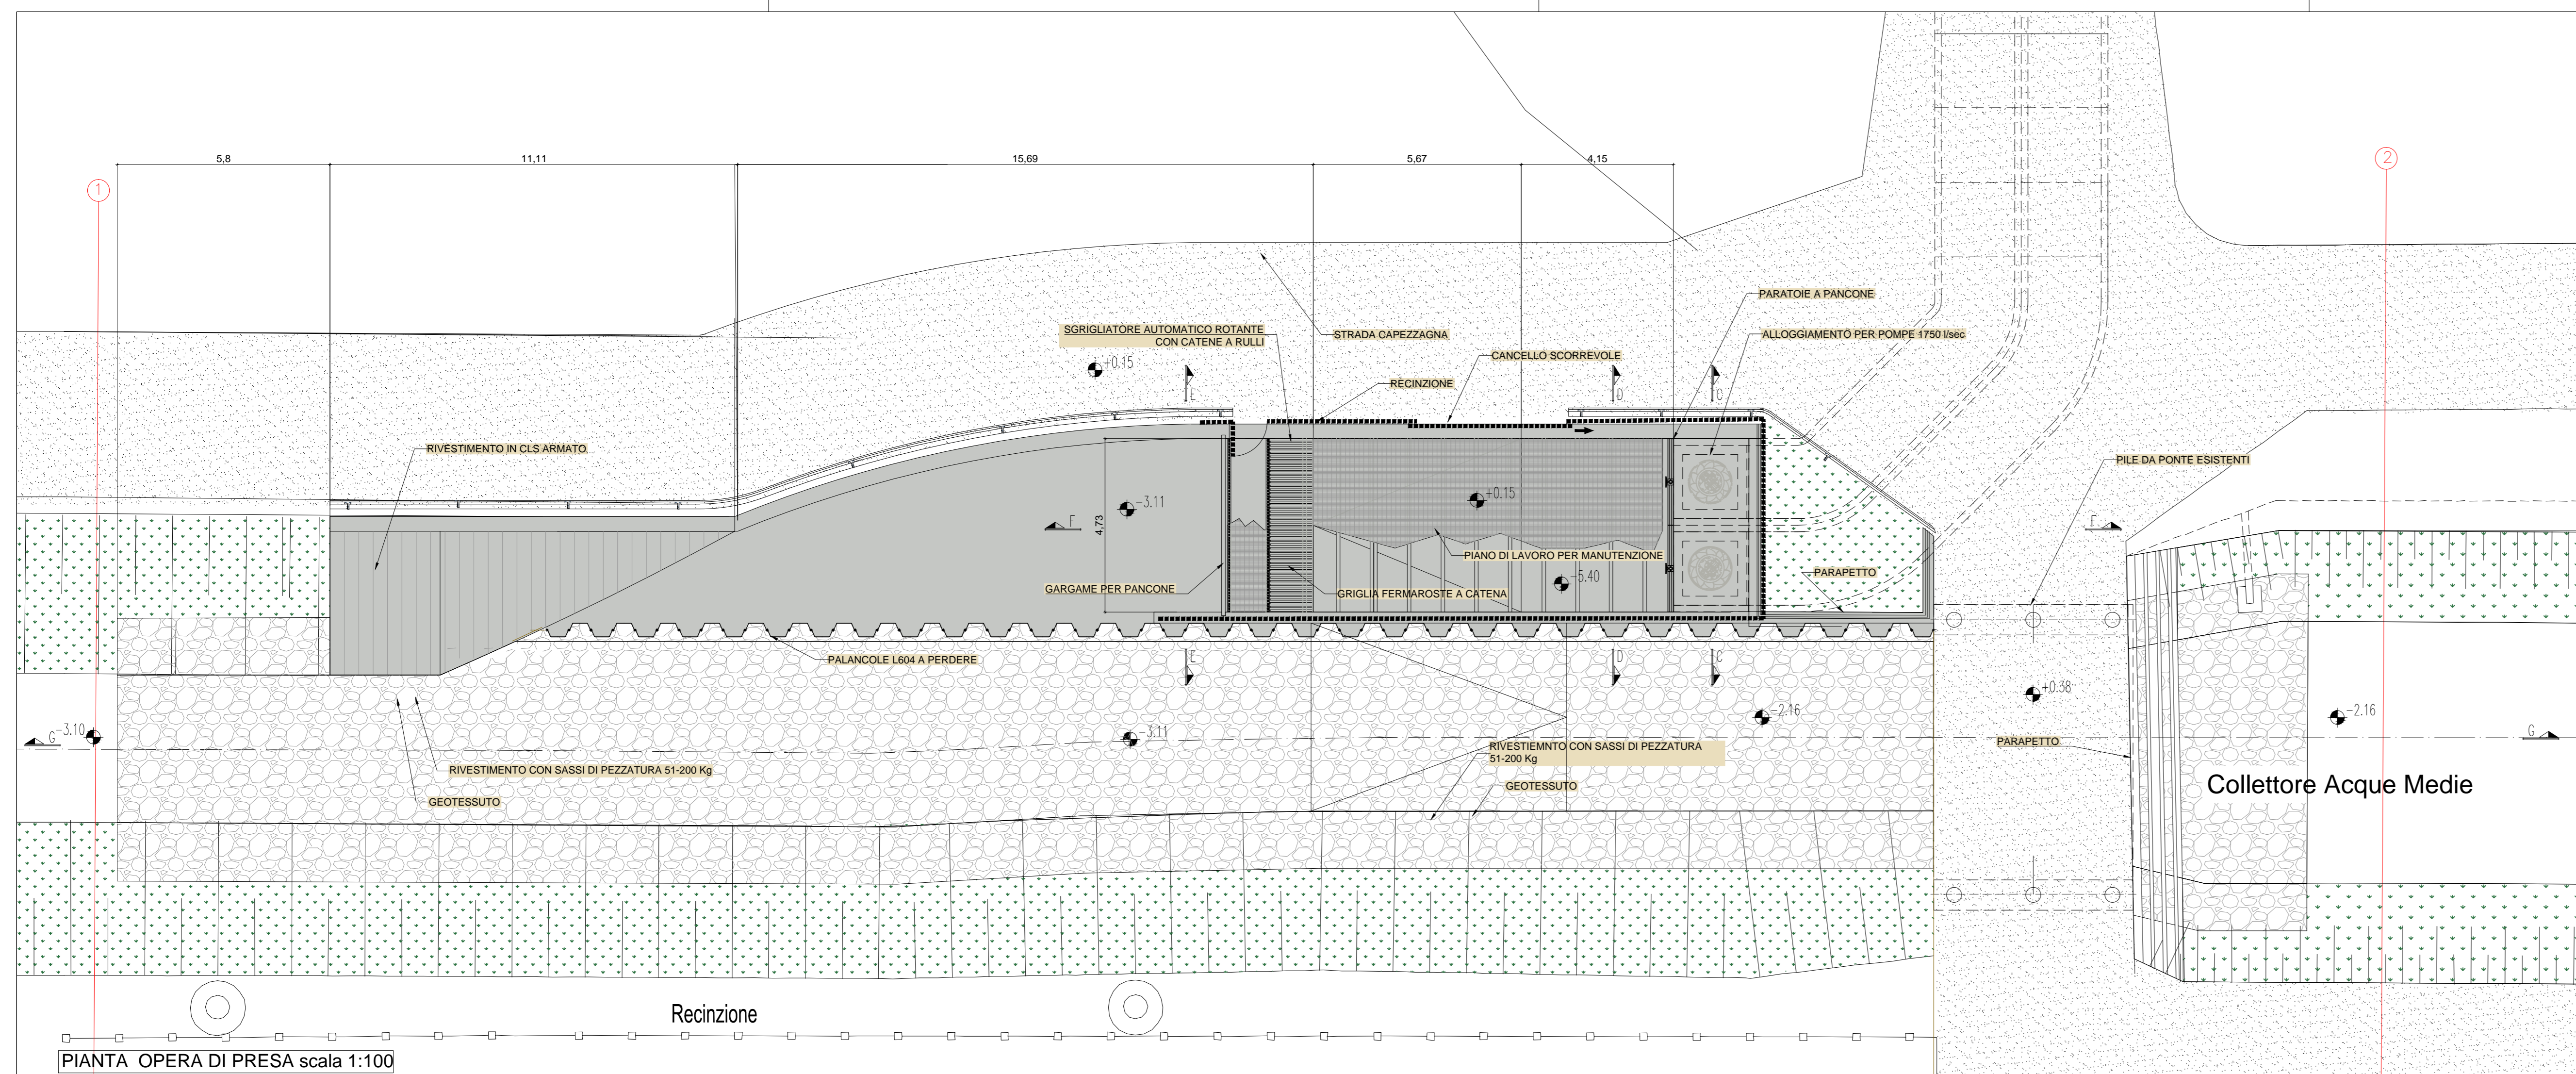 5,8
11,11
15,69
5,67
4,15
1
2
PARATOIE A PANCONE
SGRIGLIATORE AUTOMATICO ROTANTE
CON CATENE A RULLI
STRADA CAPEZZAGNA
ALLOGGIAMENTO PER POMPE 1750 l/sec
CANCELLO SCORREVOLE
+0.15
RECINZIONE
E
D
C
RIVESTIMENTO IN CLS ARMATO
PILE DA PONTE ESISTENTI
-3.11
+0.15
F
F
4,73
PIANO DI LAVORO PER MANUTENZIONE
-5.40
PARAPETTO
GARGAME PER PANCONE
GRIGLIA FERMAROSTE A CATENA
PALANCOLE L604 A PERDERE
E
D
C
+0.38
-2.16
-2.16
G
-3.10
-3.11
G
RIVESTIEMNTO CON SASSI DI PEZZATURA
51-200 Kg
PARAPETTO
RIVESTIMENTO CON SASSI DI PEZZATURA 51-200 Kg
GEOTESSUTO
GEOTESSUTO
Collettore Acque Medie
Recinzione
PIANTA OPERA DI PRESA scala 1:100